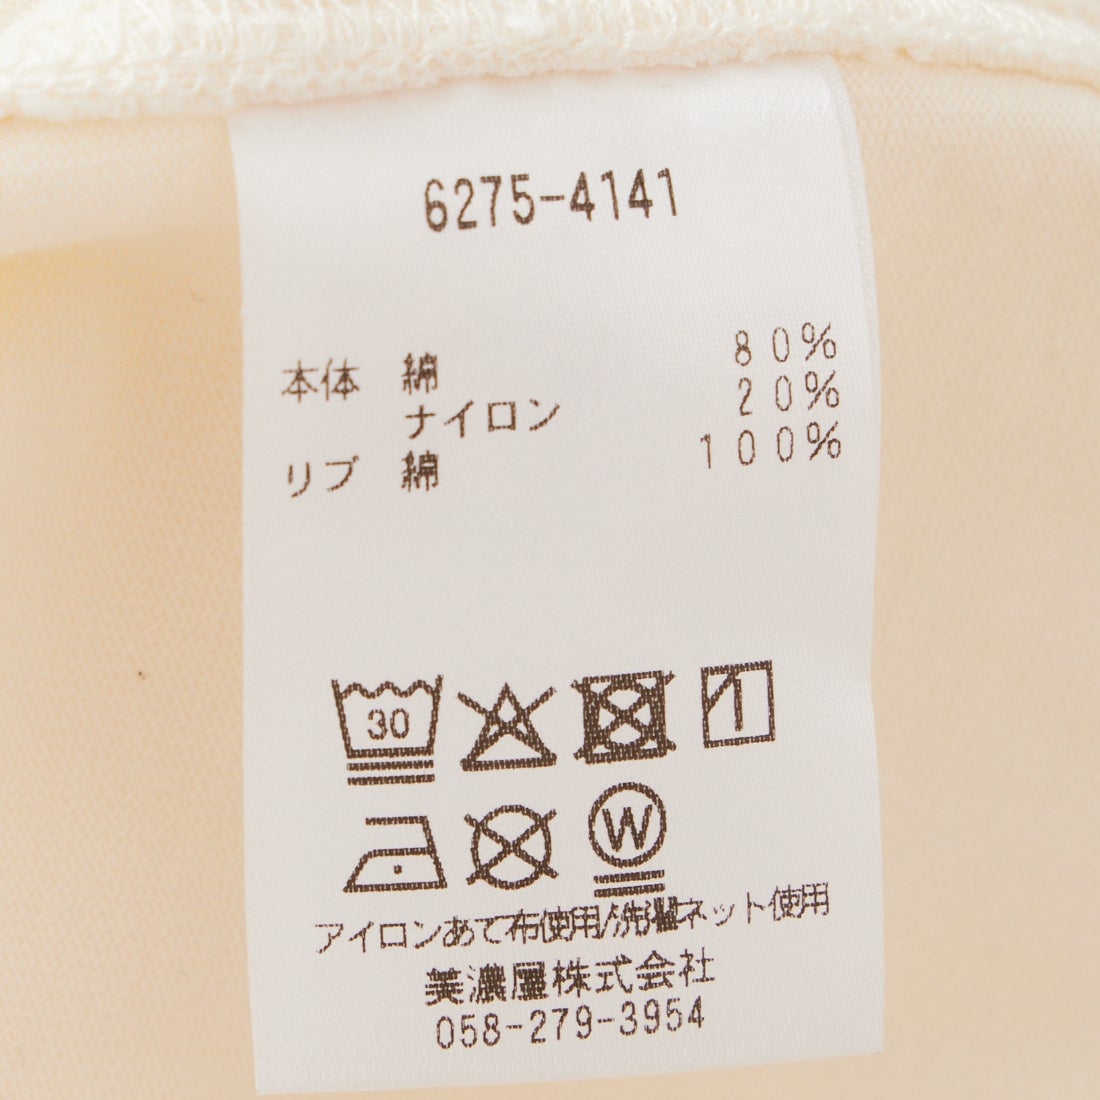 6275-4141
本体 綿 80%
ナイロン 20%
リブ 綿 100%
30
W
アイロンあて布使用/洗濯ネット使用
美濃屋株式会社
058-279-3954